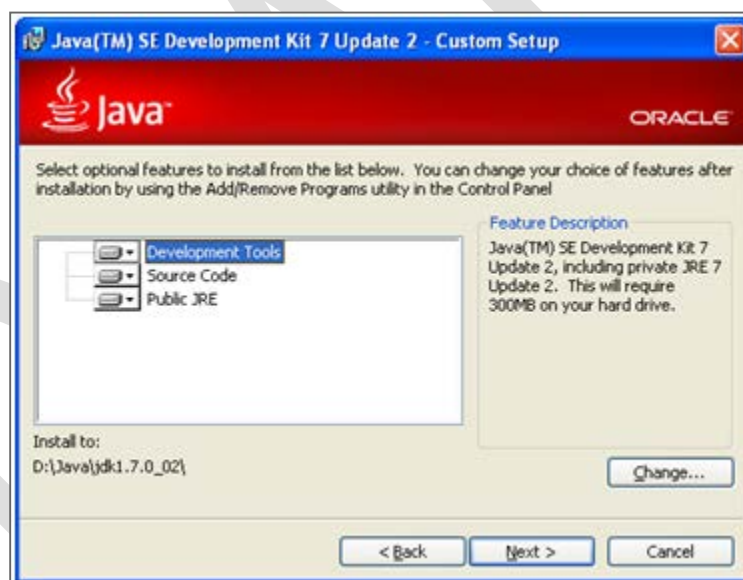 Java(TM) SE Development Kit 7 Update 2 - Custom Setup
Java™
ORACLE
Select optional features to install from the list below. You can change your choice of features after
installation by using the Add/Remove Programs utility in the Control Panel
Development Tools
Source Code
Public JRE
Feature Description
Java(TM) SE Development Kit 7
Update 2, including private JRE 7
Update 2. This will require
300MB on your hard drive.
Install to:
D:\Java\jdk1.7.0_02\
Change...
< Back
Next >
Cancel